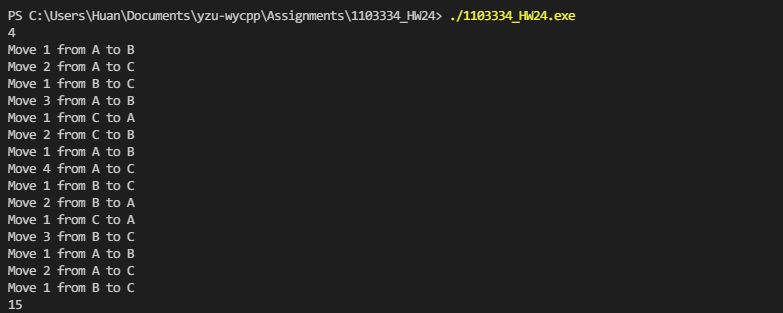 PS C:\Users\Huan\Documents\yzu-wycpp\Assignments\1103334_HW24> ./1103334_HW24.exe
4
Move 1 from A to B
Move 2 from A to C
Move 1 from B to C
Move 3 from A to B
Move 1 from C to A
Move 2 from C to B
Move 1 from A to B
Move 4 from A to C
Move 1 from B to C
Move 2 from B to A
Move 1 from C to A
Move 3 from B to C
Move 1 from A to B
Move 2 from A to C
Move 1 from B to C
15